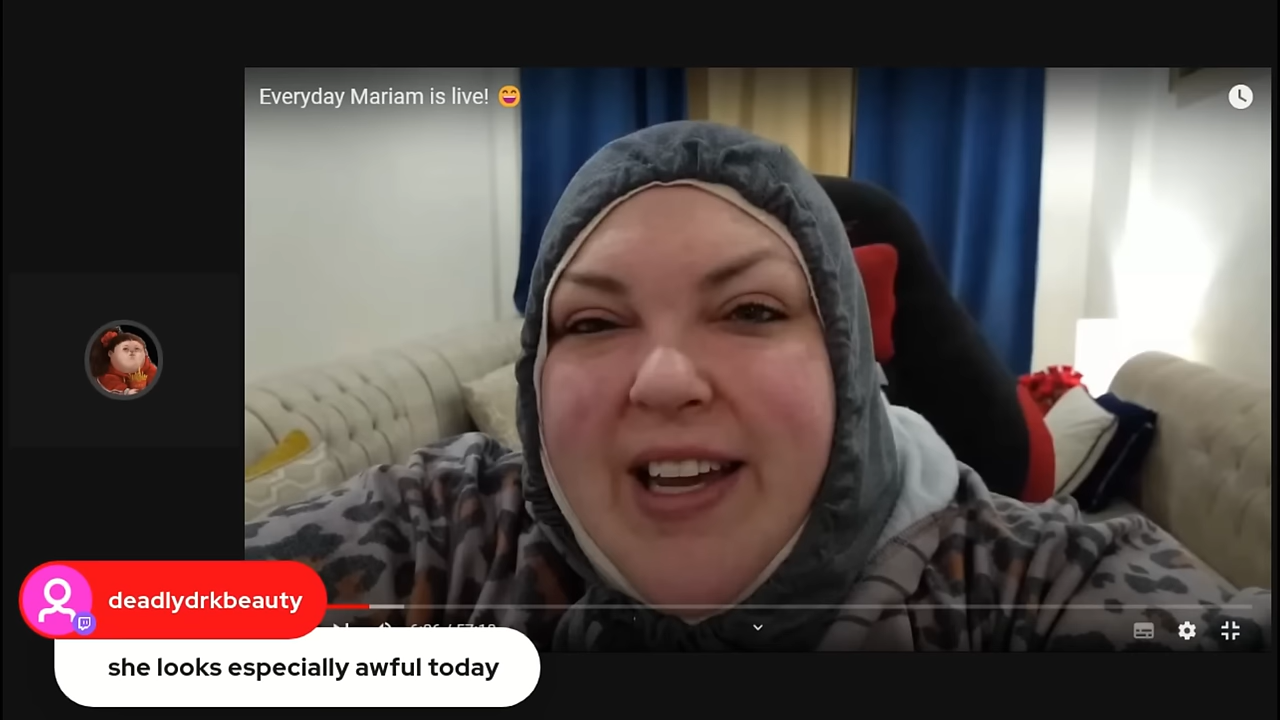 Everyday Mariam is live! 😄
deadlydrkbeauty
she looks especially awful today